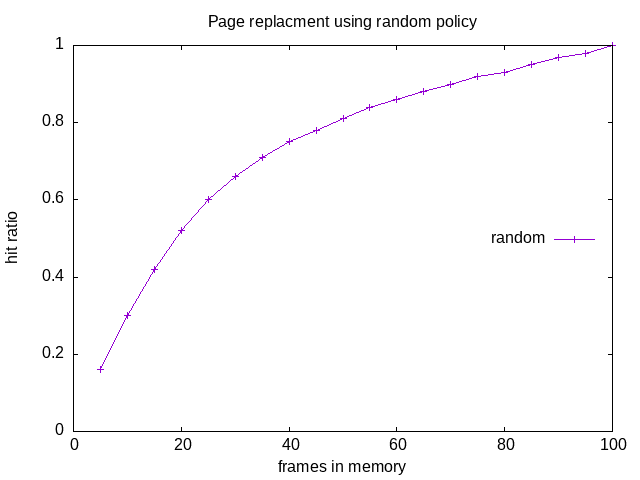 Page replacment using random policy
1
0.8
0.6
0.4
0.2
0
hit ratio
random
0 20 40 60 80 100
frames in memory